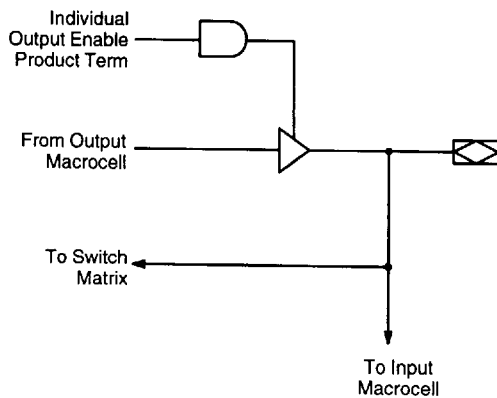 Individual
Output Enable
Product Term
From Output
Macrocell
To Switch
Matrix
To Input
Macrocell